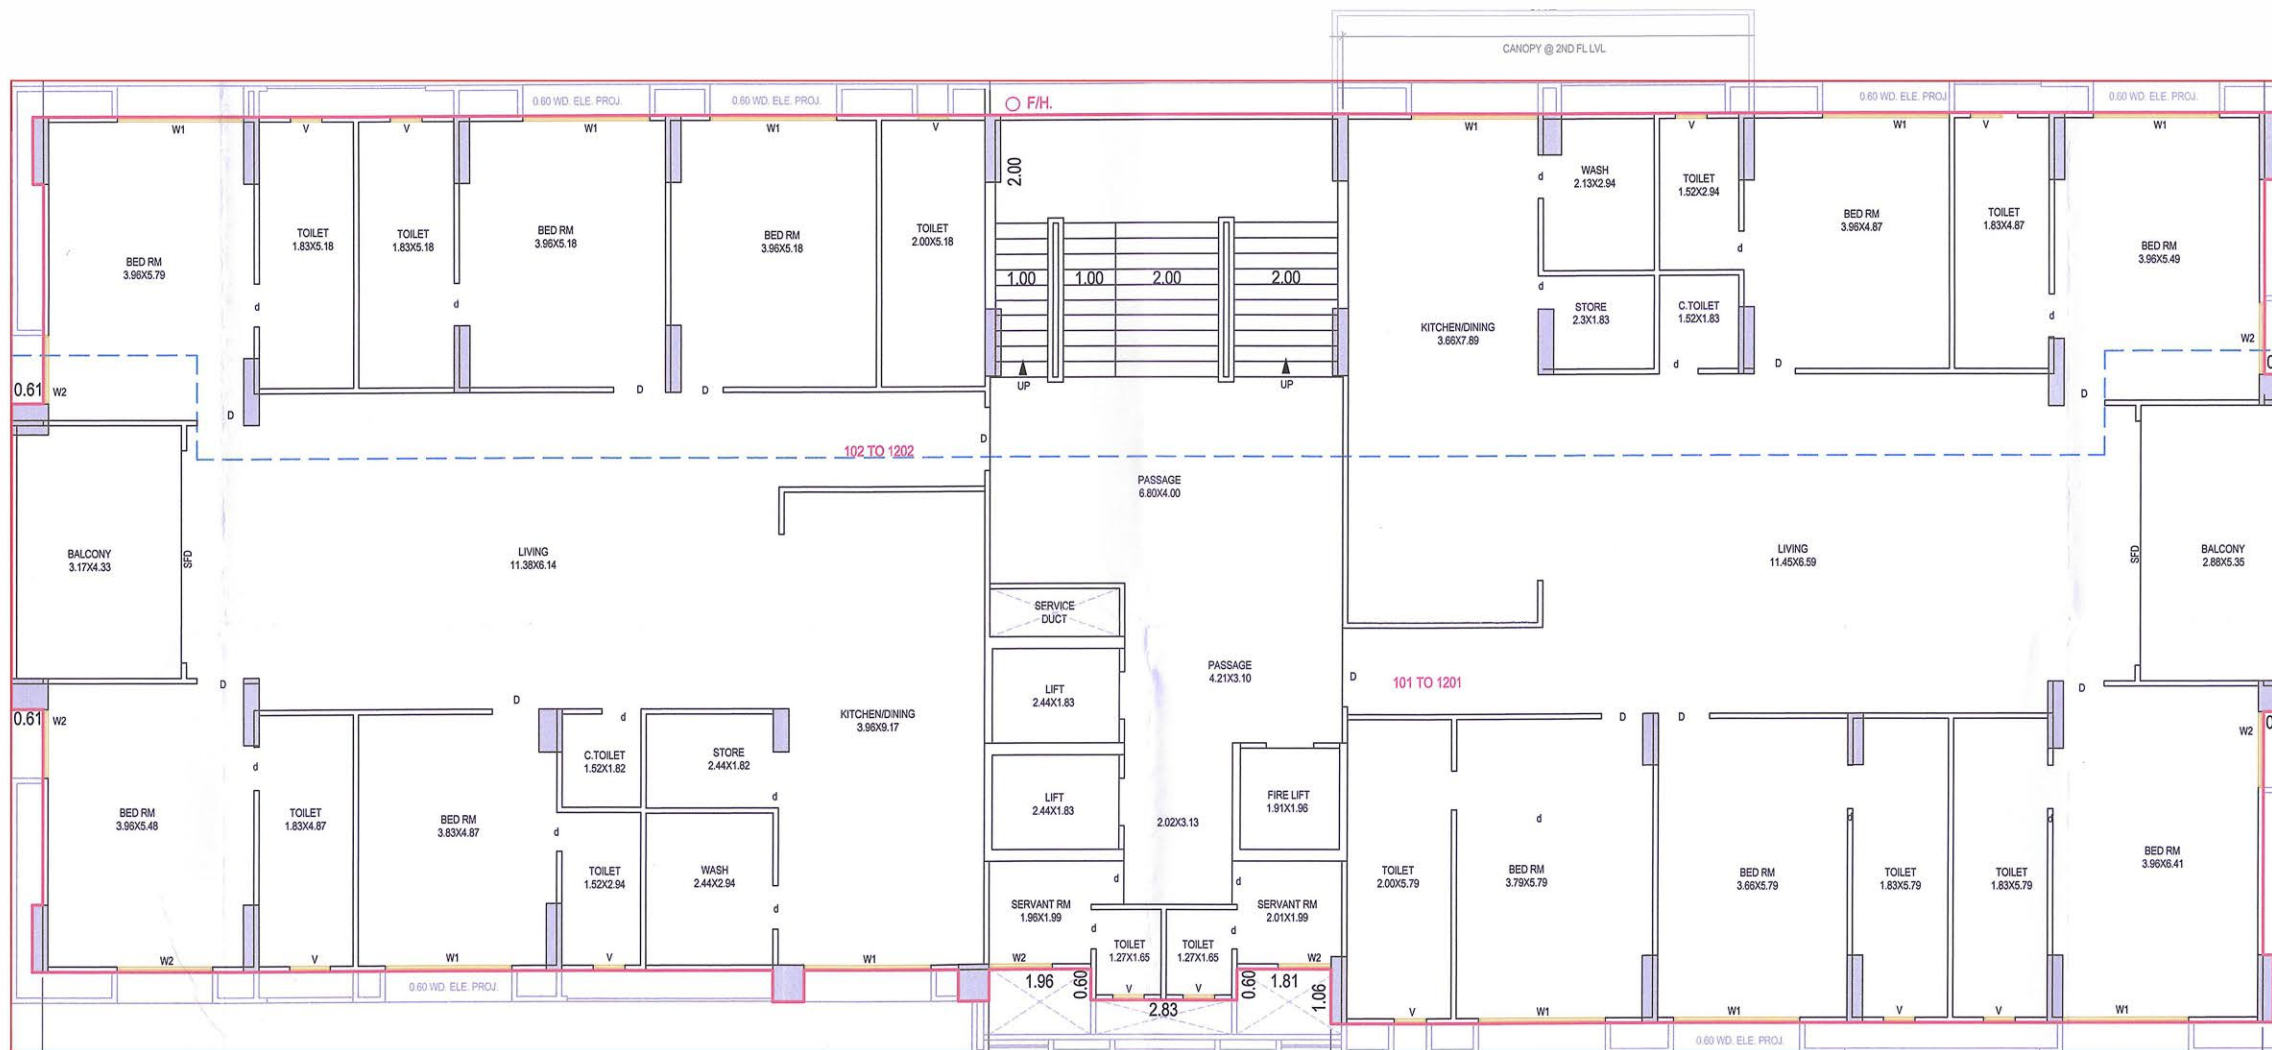 CANOPY @ 2ND FL LVL
0.60 WD. ELE. PROJ.
0.60 WD. ELE. PROJ.
F/H.
0.60 WD. ELE. PROJ
0.60 WD. ELE. PROJ.
W1
V
V
W1
W1
V
W1
V
W1
V
W1
2.00
BED RM
3.96X5.79
TOILET
1.83X5.18
TOILET
1.83X5.18
BED RM
3.96X5.18
BED RM
3.96X5.18
TOILET
2.00X5.18
d
WASH
2.13X2.94
TOILET
1.52X2.94
BED RM
3.96X4.87
TOILET
1.83X4.87
BED RM
3.96X5.49
d
d
d
1.00
1.00
2.00
2.00
d
STORE
2.3X1.83
C.TOILET
1.52X1.83
d
KITCHEN/DINING
3.66X7.89
W2
UP
UP
d
D
0.61
W2
D
D
D
D
D
102 TO 1202
PASSAGE
6.80X4.00
BALCONY
3.17X4.33
SFD
LIVING
11.38X6.14
LIVING
11.45X6.59
SFD
BALCONY
2.88X5.35
SERVICE
DUCT
PASSAGE
4.21X3.10
D
101 TO 1201
LIFT
2.44X1.83
D
D
D
0.61
W2
d
KITCHEN/DINING
3.96X9.17
D
D
W2
C.TOILET
1.52X1.82
STORE
2.44X1.82
d
d
BED RM
3.96X5.48
TOILET
1.83X4.87
BED RM
3.83X4.87
d
LIFT
2.44X1.83
2.02X3.13
FIRE LIFT
1.91X1.96
d
d
d
TOILET
1.52X2.94
WASH
2.44X2.94
d
d
d
TOILET
2.00X5.79
BED RM
3.79X5.79
BED RM
3.66X5.79
TOILET
1.83X5.79
TOILET
1.83X5.79
BED RM
3.96X6.41
SERVANT RM
1.96X1.99
SERVANT RM
2.01X1.99
d
d
TOILET
1.27X1.65
TOILET
1.27X1.65
W2
V
W1
V
W1
W2
W2
0.60 WD. ELE. PROJ.
1.96
0.60
V
V
0.60
1.81
1.06
2.83
V
W1
W1
V
V
W1
0.60 WD. ELE. PROJ.